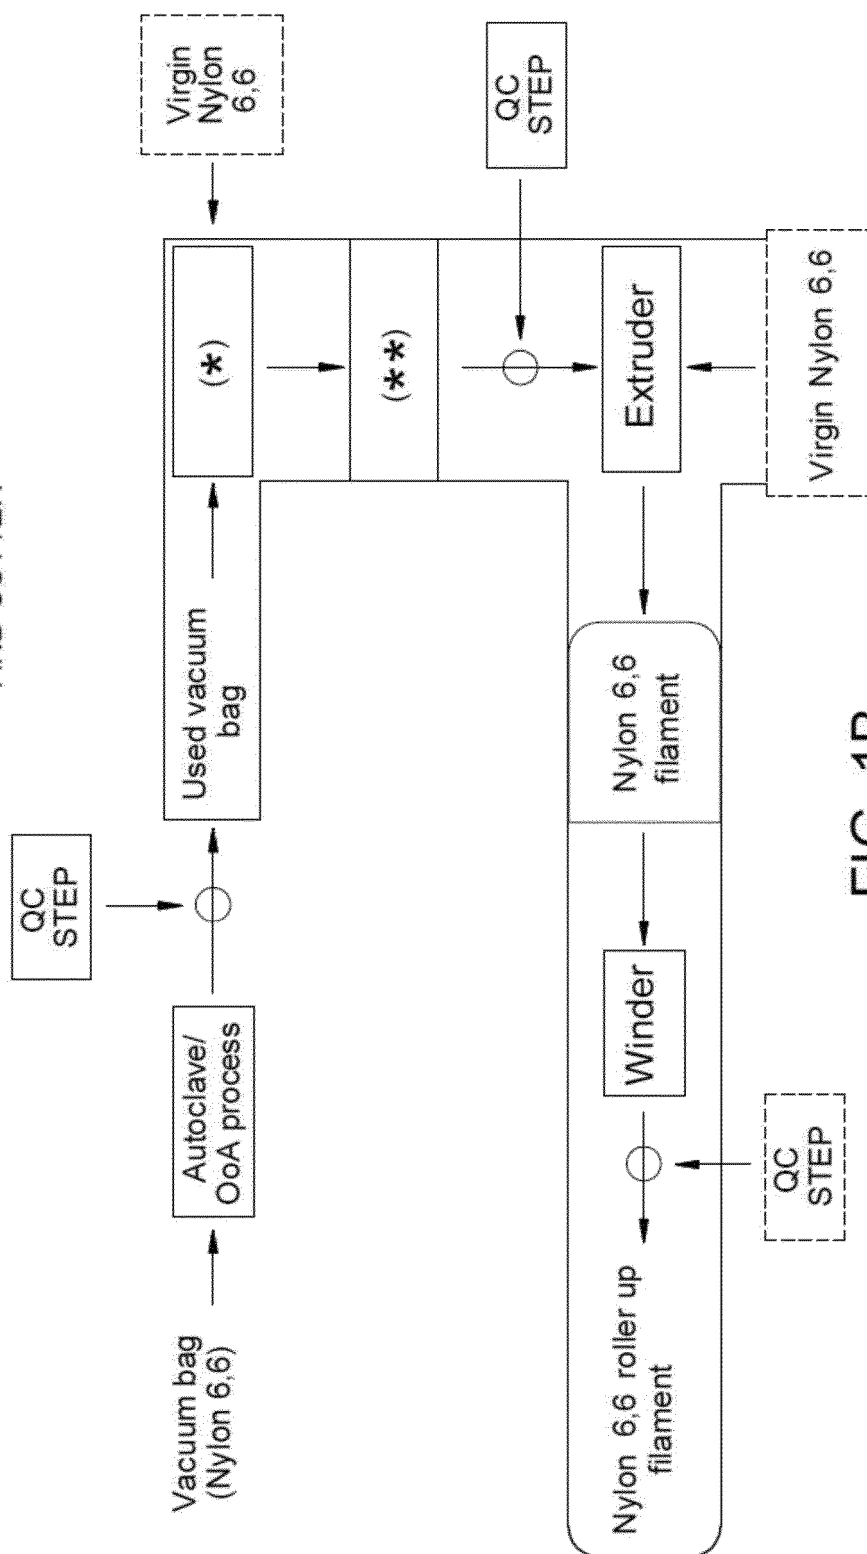 Vacuum bag
(Nylon 6,6)
Autoclave/
OoA process
QC
STEP
Used vacuum
bag
(*)
Virgin
Nylon
6,6
(**)
QC
STEP
Extruder
Virgin Nylon 6,6
Nylon 6,6
filament
Winder
QC
STEP
Nylon 6,6 roller up
filament